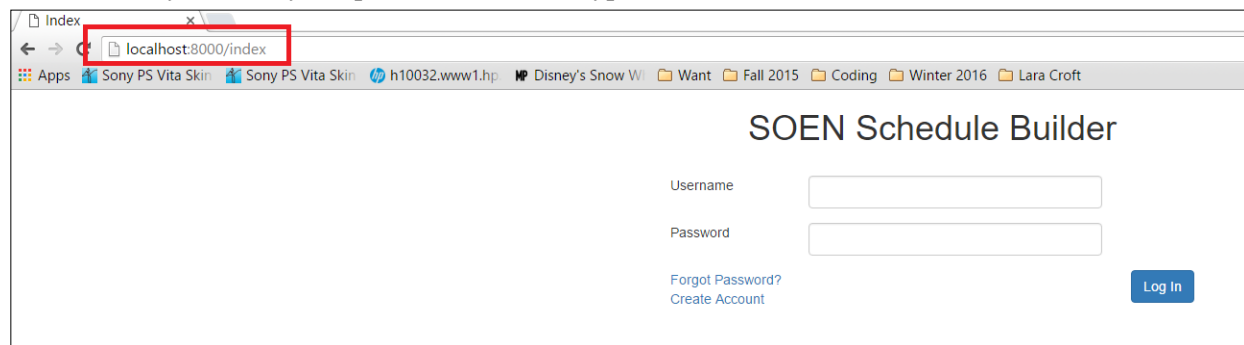 Index
localhost:8000/index
Apps Sony PS Vita Skin Sony PS Vita Skin h10032.www1.hp. Disney's Snow W Want Fall 2015 Coding Winter 2016 Lara Croft
SOEN Schedule Builder
Username
Password
Forgot Password?
Create Account
Log In